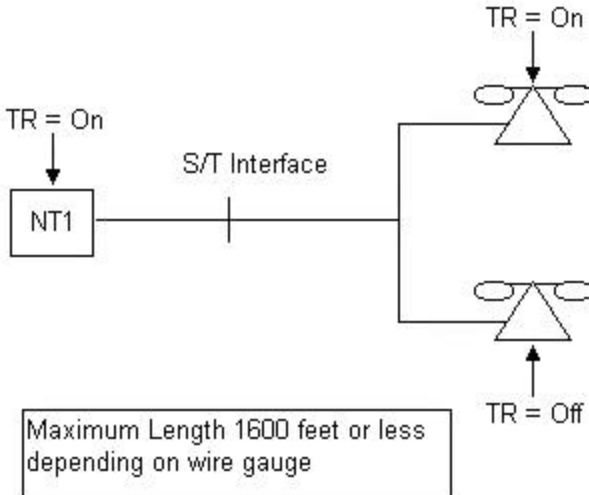 TR = On
TR = On
S/T Interface
NT1
TR = Off
Maximum Length 1600 feet or less
depending on wire gauge